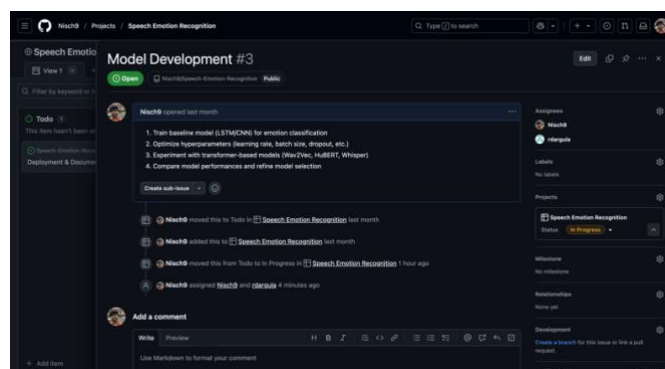 Nisch9 / Projects / Speech Emotion Recognition
Type / to search
Speech Emotio
View 1
Filter by keyword or
Todo
This item hasn't been
Deployment & Docume
Add item
Model Development #3
Edit
Open
Nisch9/Speech-Emotion-Recognition Public
Nisch9 opened last month
1. Train baseline model (LSTM/CNN) for emotion classification
2. Optimize hyperparameters (learning rate, batch size, dropout, etc.)
3. Experiment with transformer-based models (Wav2Vec, HuBERT, Whisper)
4. Compare model performances and refine model selection
Create sub-issue
Nisch9 moved this to Todo in Speech Emotion Recognition last month
Nisch9 added this to Speech Emotion Recognition last month
Nisch9 moved this from Todo to In Progress in Speech Emotion Recognition 1 hour ago
Nisch9 assigned Nisch9 and rdargula 4 minutes ago
Add a comment
Write Preview
H B I
Use Markdown to format your comment
Assignees
Nisch9
rdargula
Labels
No labels
Projects
Speech Emotion Recognition
Status In Progress
Milestone
No milestone
Relationships
None yet
Development
Create a branch for this issue or link a pull
request.